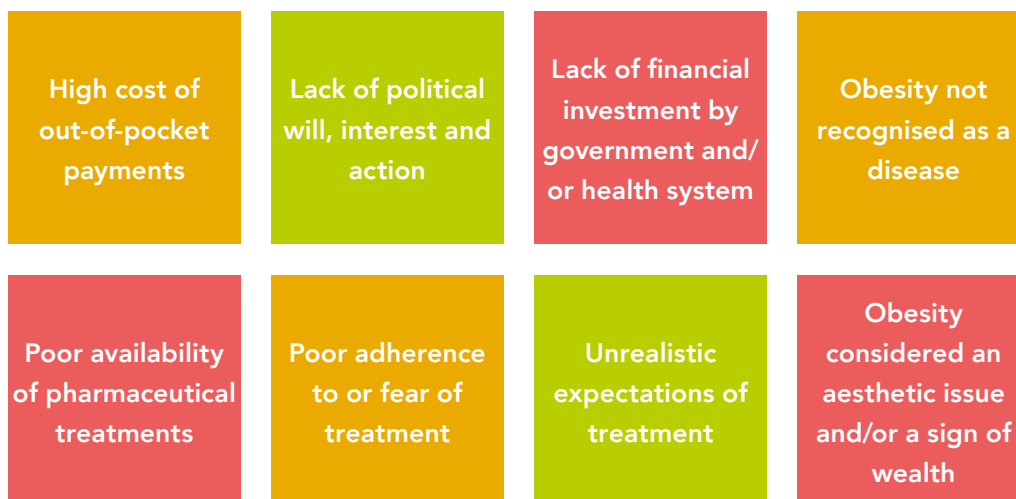 High cost of
out-of-pocket
payments
Lack of political
will, interest and
action
Lack of financial
investment by
government and/
or health system
Obesity not
recognised as a
disease
Poor availability
of pharmaceutical
treatments
Poor adherence
to or fear of
treatment
Unrealistic
expectations of
treatment
Obesity
considered an
aesthetic issue
and/or a sign of
wealth